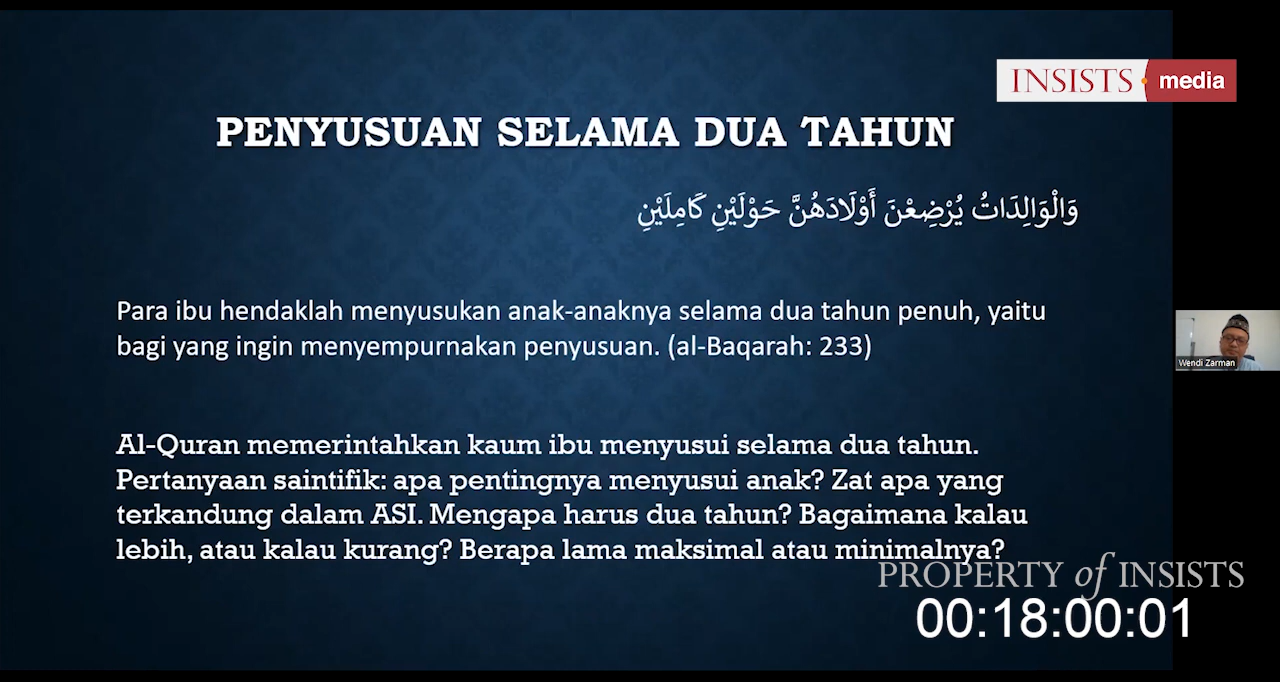 INSISTS media
PENYUSUAN SELAMA DUA TAHUN
وَالْوَالِدَاتُ يُرْضِعْنَ أَوْلَادَهُنَّ حَوْلَيْنِ كَامِلَيْنِ
Para ibu hendaklah menyusukan anak-anaknya selama dua tahun penuh, yaitu
bagi yang ingin menyempurnakan penyusuan. (al-Baqarah: 233)
Wendi Zarman
Al-Quran memerintahkan kaum ibu menyusui selama dua tahun.
Pertanyaan saintifik: apa pentingnya menyusui anak? Zat apa yang
terkandung dalam ASI. Mengapa harus dua tahun? Bagaimana kalau
lebih, atau kalau kurang? Berapa lama maksimal atau minimalnya?
PROPERTY of INSISTS
00:18:00:01